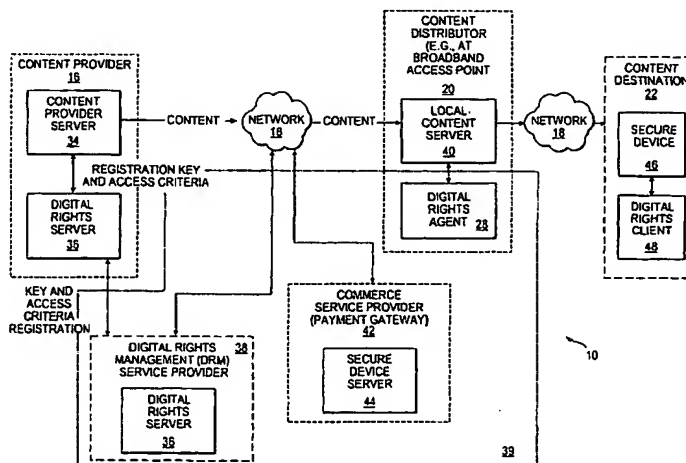 CONTENT PROVIDER
16
CONTENT
PROVIDER
SERVER
34
DIGITAL
RIGHTS
SERVER
36
CONTENT
NETWORK
18
CONTENT
REGISTRATION KEY
AND ACCESS CRITERIA
KEY AND
ACCESS
CRITERIA
REGISTRATION
CONTENT
DISTRIBUTOR
(E.G., AT
BROADBAND
ACCESS POINT)
20
LOCAL-
CONTENT
SERVER
40
DIGITAL
RIGHTS
AGENT 28
NETWORK
18
CONTENT
DESTINATION
22
SECURE
DEVICE
46
DIGITAL
RIGHTS
CLIENT
48
DIGITAL RIGHTS 38
MANAGEMENT (DRM)
SERVICE PROVIDER
DIGITAL
RIGHTS
SERVER
36
COMMERCE
SERVICE PROVIDER
(PAYMENT GATEWAY)
42
SECURE
DEVICE
SERVER
44
10
39